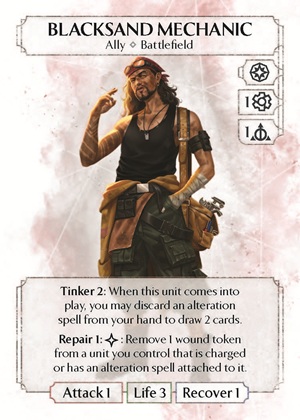 BLACKSAND MECHANIC
Ally ◇ Battlefield
1
1
Tinker 2: When this unit comes into
play, you may discard an alteration
spell from your hand to draw 2 cards.
Repair 1: : Remove 1 wound token
from a unit you control that is charged
or has an alteration spell attached to it.
Attack 1 Life 3 Recover 1